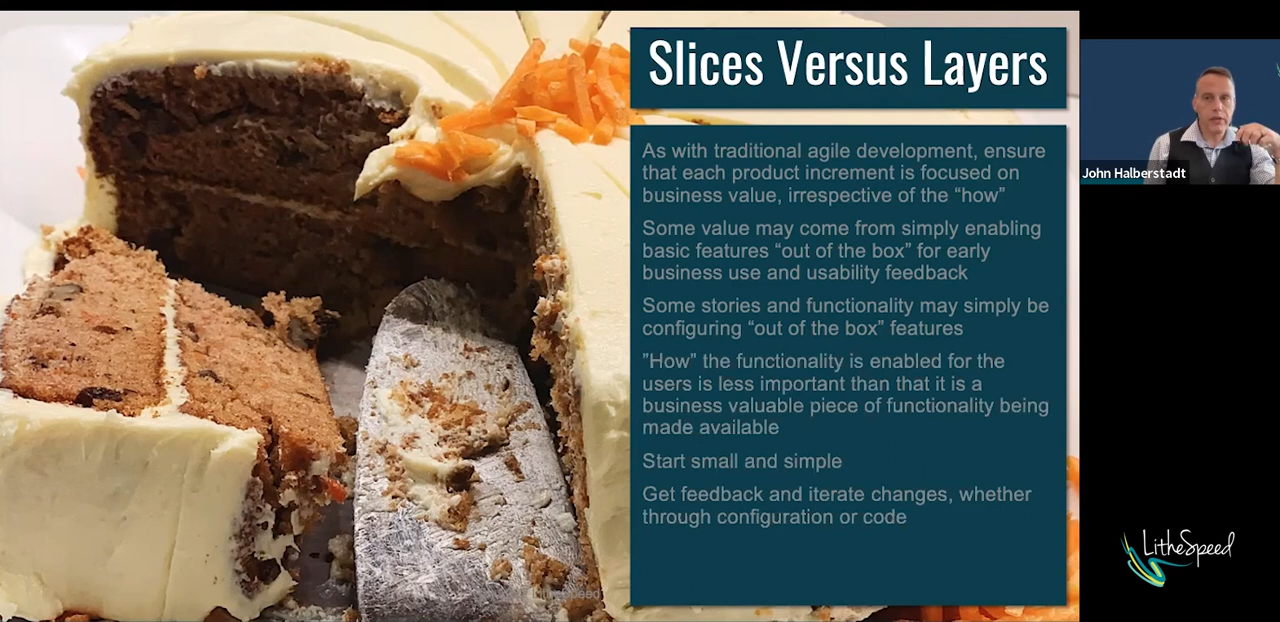 Slices Versus Layers
As with traditional agile development, ensure
that each product increment is focused on
business value, irrespective of the “how”
Some value may come from simply enabling
basic features “out of the box” for early
business use and usability feedback
Some stories and functionality may simply be
configuring “out of the box” features
"How” the functionality is enabled for the
users is less important than that it is a
business valuable piece of functionality being
made available
Start small and simple
Get feedback and iterate changes, whether
through configuration or code
John Halberstadt
LitheSpeed